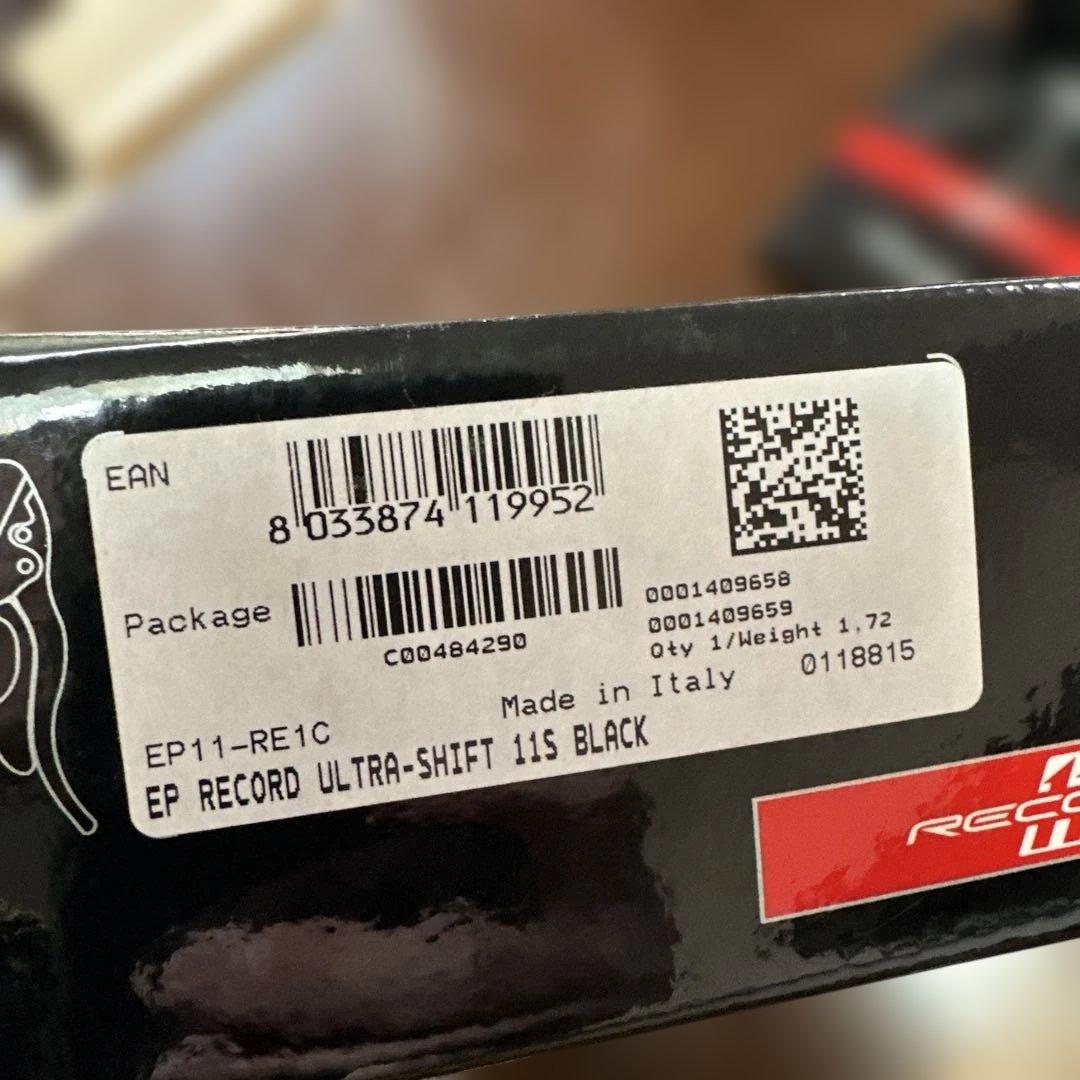 EAN
8 033874 119952
Package
C00484290
0001409658
0001409659
Qty 1/Weight 1,72
0118815
Made in Italy
EP11-RE1C
EP RECORD ULTRA-SHIFT 11S BLACK